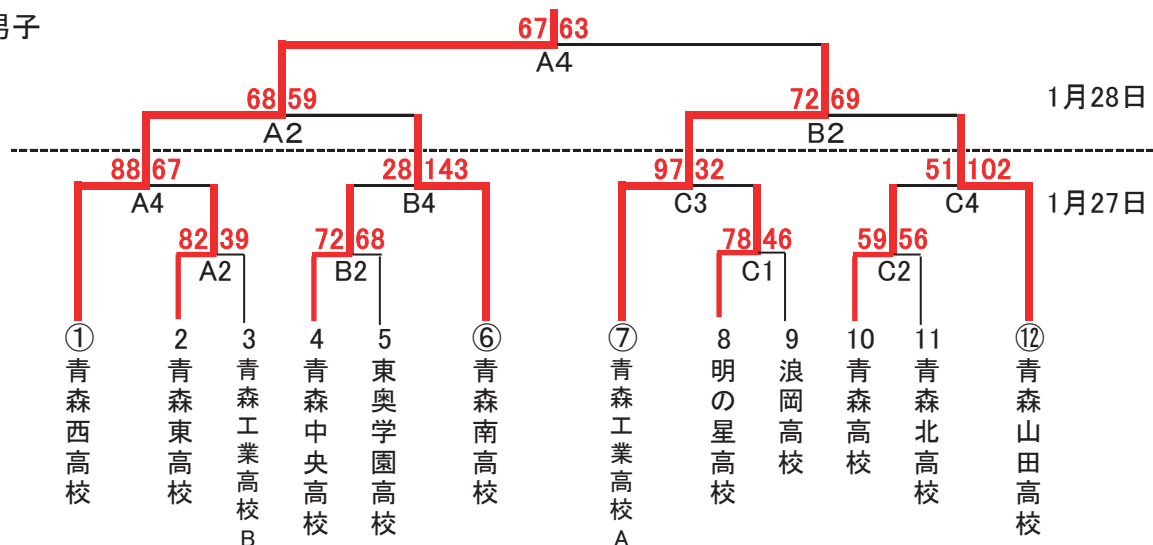 男子
67 63
A4
68 59
A2
72 69
B2
1月28日
88 67
A4
28 143
B4
97 32
C3
51 102
C4
1月27日
82 39
A2
72 68
B2
78 46
C1
59 56
C2
① 青森西高校
2 青森東高校
3 青森工業高校B
4 青森中央高校
5 東奥学園高校
⑥ 青森南高校
⑦ 青森工業高校A
8 明の星高校
9 浪岡高校
10 青森高校
11 青森北高校
⑫ 青森山田高校